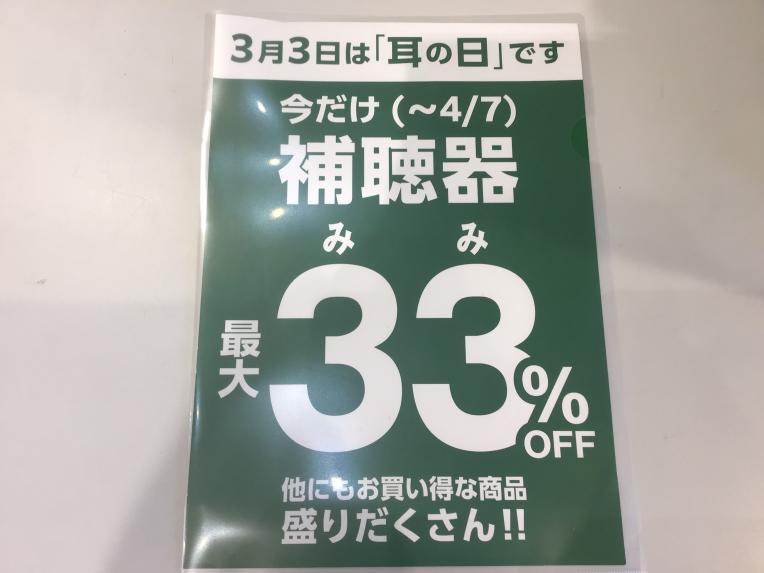 3月3日は「耳の日」です
今だけ(～4/7)
補聴器
み み
最大
33%
OFF
他にもお買い得な商品
盛りだくさん!!